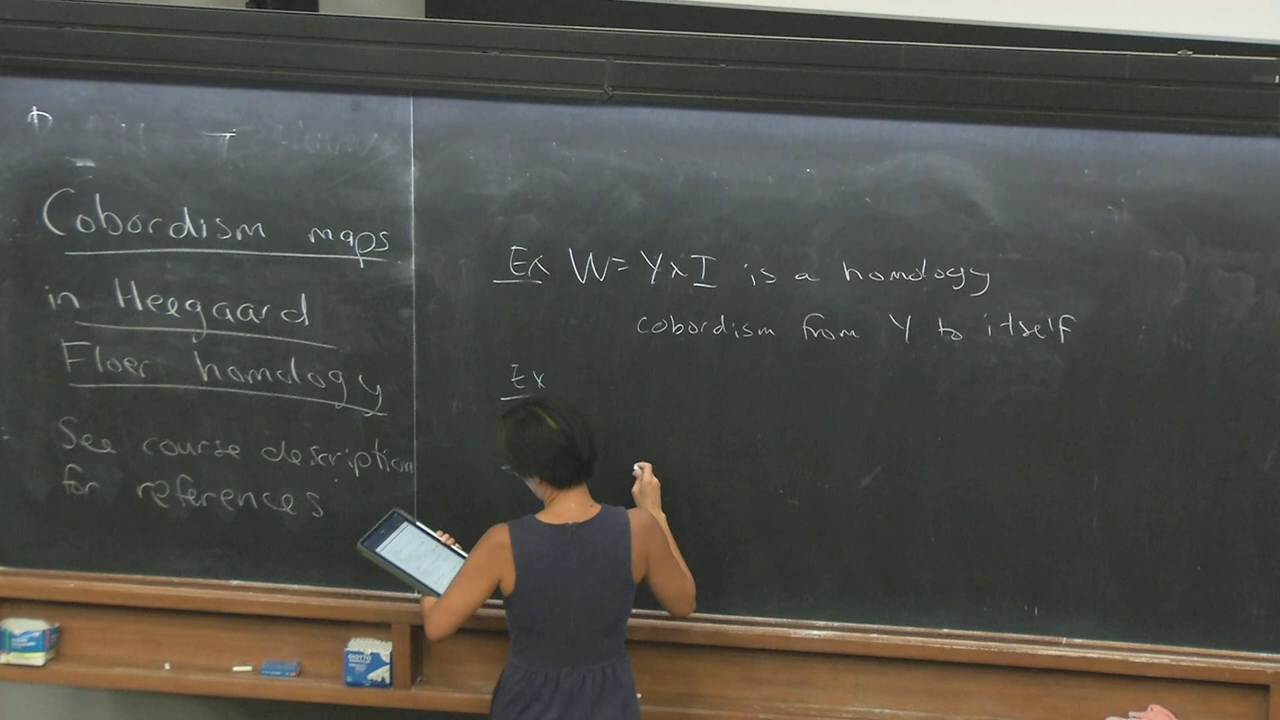 Cobordism maps
in Heegaard
Floer homology
See course description
for references
Ex W = Y x I is a homology
cobordism from Y to itself
Ex
GIOTTO